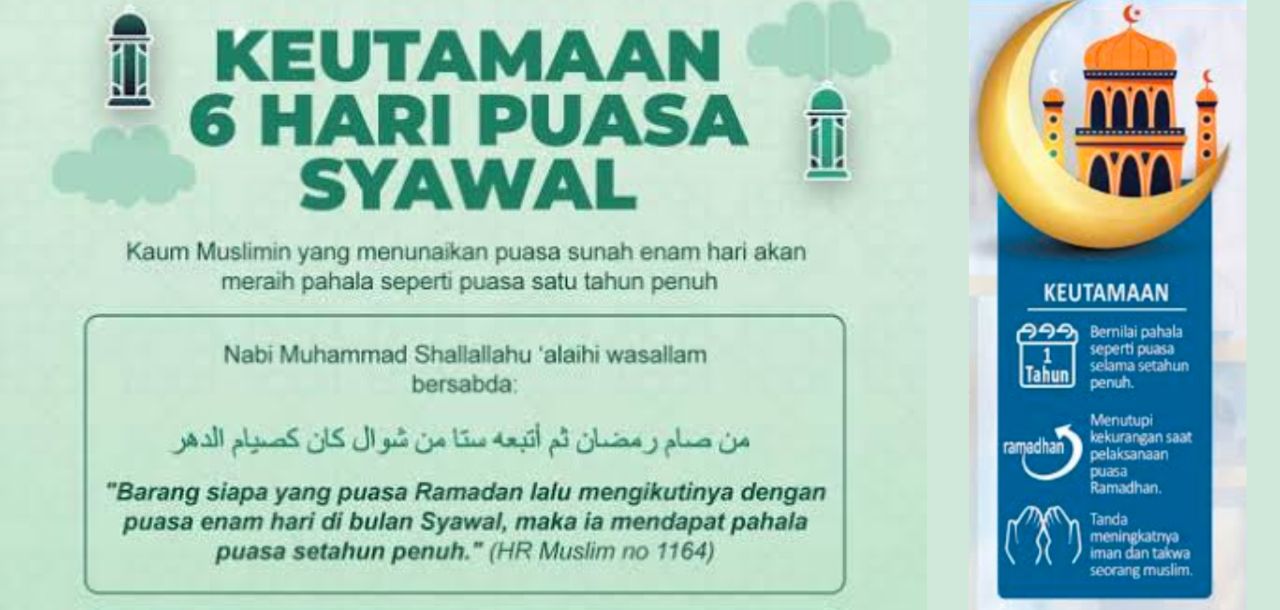 KEUTAMAAN
6 HARI PUASA
SYAWAL
Kaum Muslimin yang menunaikan puasa sunah enam hari akan
meraih pahala seperti puasa satu tahun penuh
Nabi Muhammad Shallallahu ‘alaihi wasallam
bersabda:
من صام رمضان ثم أتبعه ستا من شوال كان كصيام الدهر
"Barang siapa yang puasa Ramadan lalu mengikutinya dengan
puasa enam hari di bulan Syawal, maka ia mendapat pahala
puasa setahun penuh." (HR Muslim no 1164)
KEUTAMAAN
1
Tahun
Bernilai pahala
seperti puasa
selama setahun
penuh.
ramadhan
Menutupi
kekurangan saat
pelaksanaan
puasa
Ramadhan.
Tanda
meningkatnya
iman dan takwa
seorang muslim.